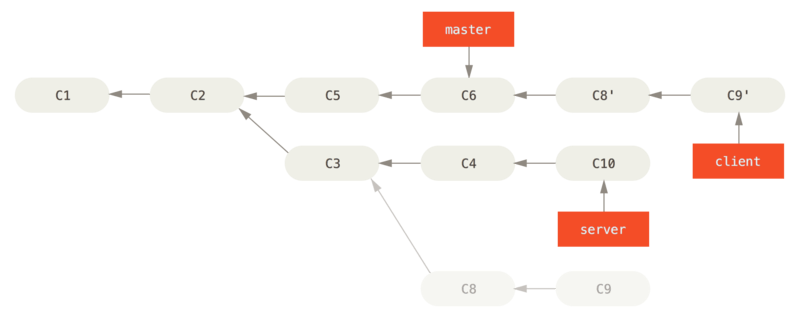 master
C1 C2 C5 C6 C8' C9'
C3 C4 C10 client
server
C8 C9